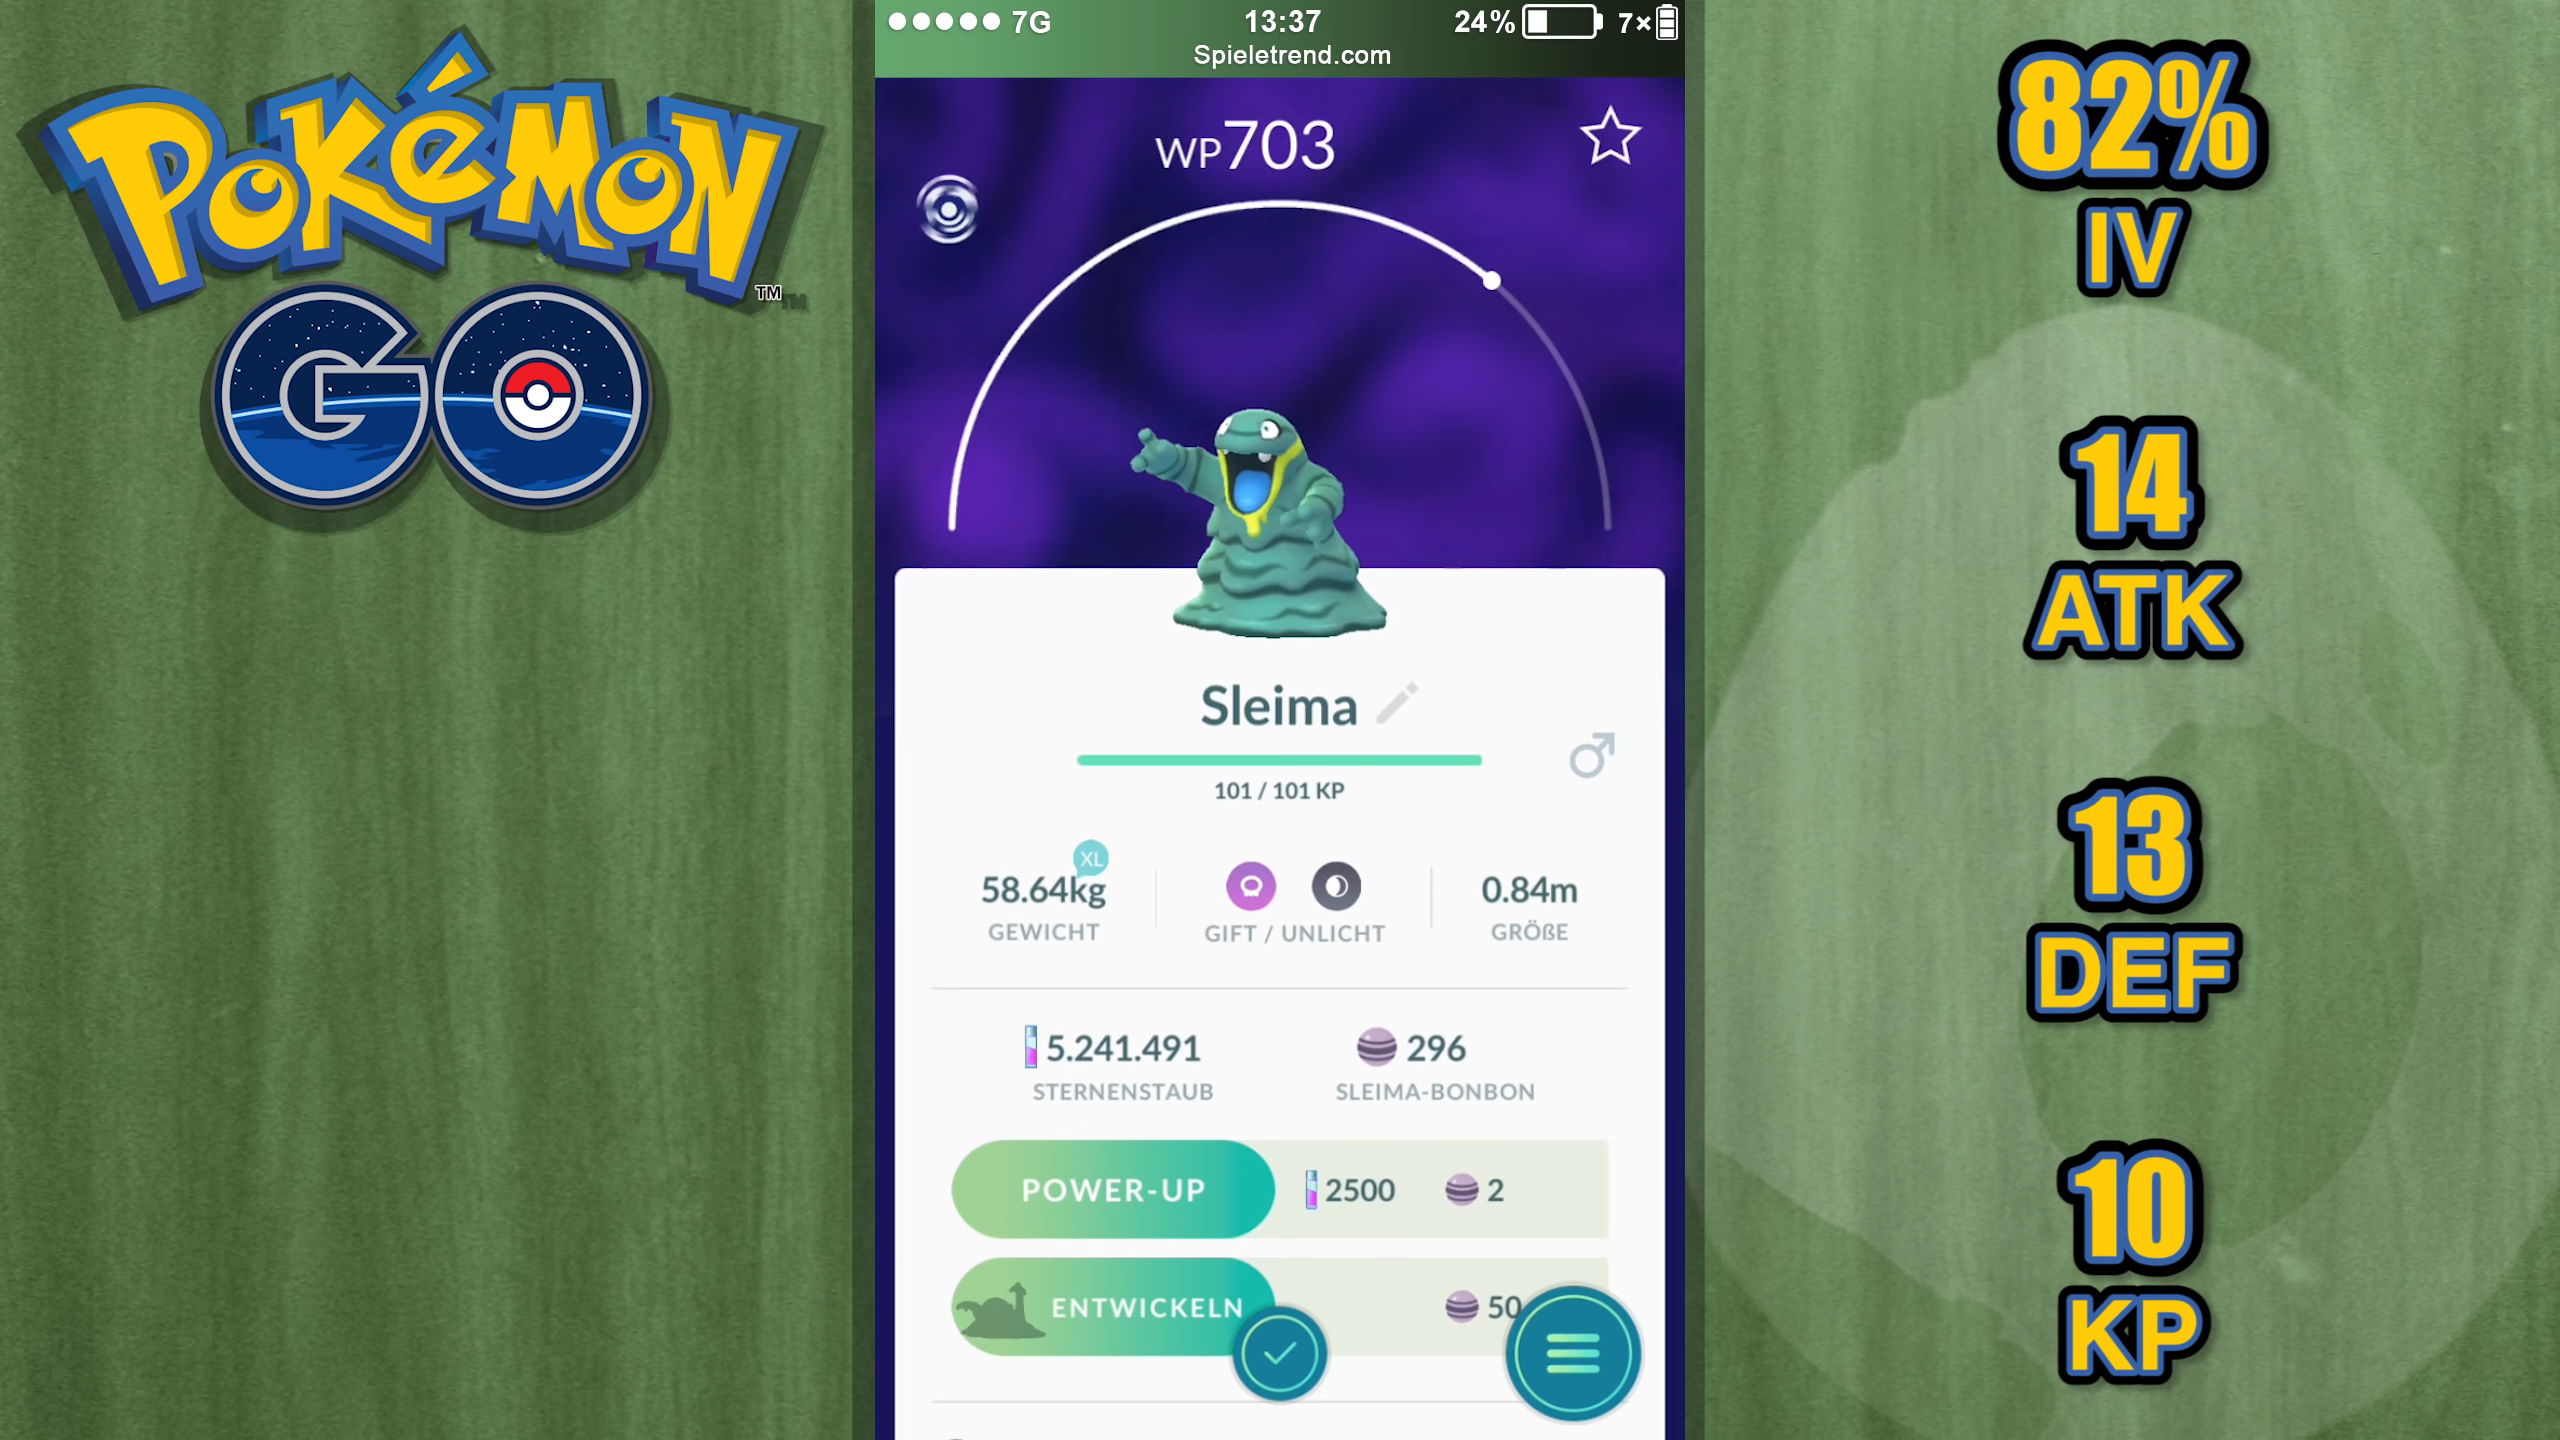 POKéMON
TM
GO
7G
13:37
24%
7×
Spieletrend.com
WP703
Sleima
101 / 101 KP
XL
58.64kg
GEWICHT
GIFT / UNLICHT
0.84m
GRÖßE
5.241.491
STERNENSTAUB
296
SLEIMA-BONBON
POWER-UP
2500
2
ENTWICKELN
50
82%
IV
14
ATK
13
DEF
10
KP